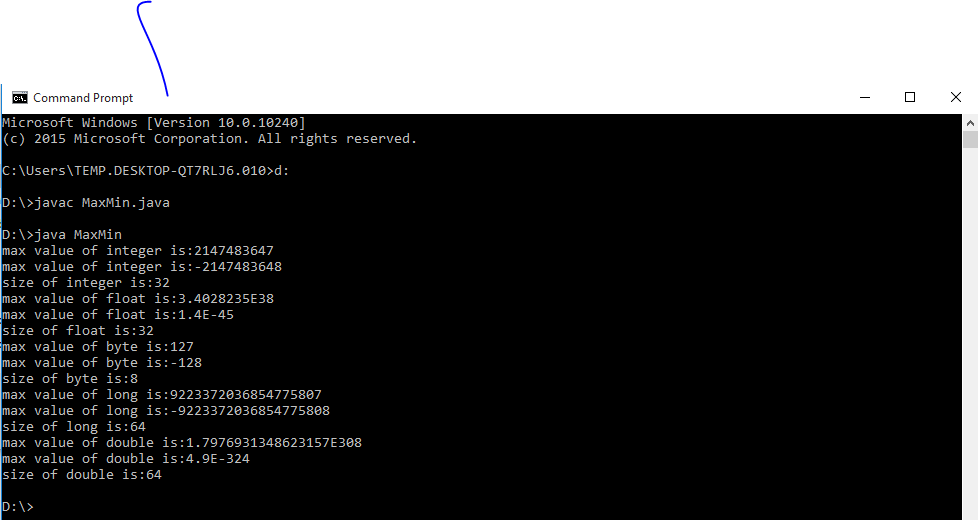 Command Prompt
Microsoft Windows [Version 10.0.10240]
(c) 2015 Microsoft Corporation. All rights reserved.
C:\Users\TEMP.DESKTOP-QT7RLJ6.010>d:
D:\>javac MaxMin.java
D:\>java MaxMin
max value of integer is:2147483647
max value of integer is:-2147483648
size of integer is:32
max value of float is:3.4028235E38
max value of float is:1.4E-45
size of float is:32
max value of byte is:127
max value of byte is:-128
size of byte is:8
max value of long is:9223372036854775807
max value of long is:-9223372036854775808
size of long is:64
max value of double is:1.7976931348623157E308
max value of double is:4.9E-324
size of double is:64
D:\>